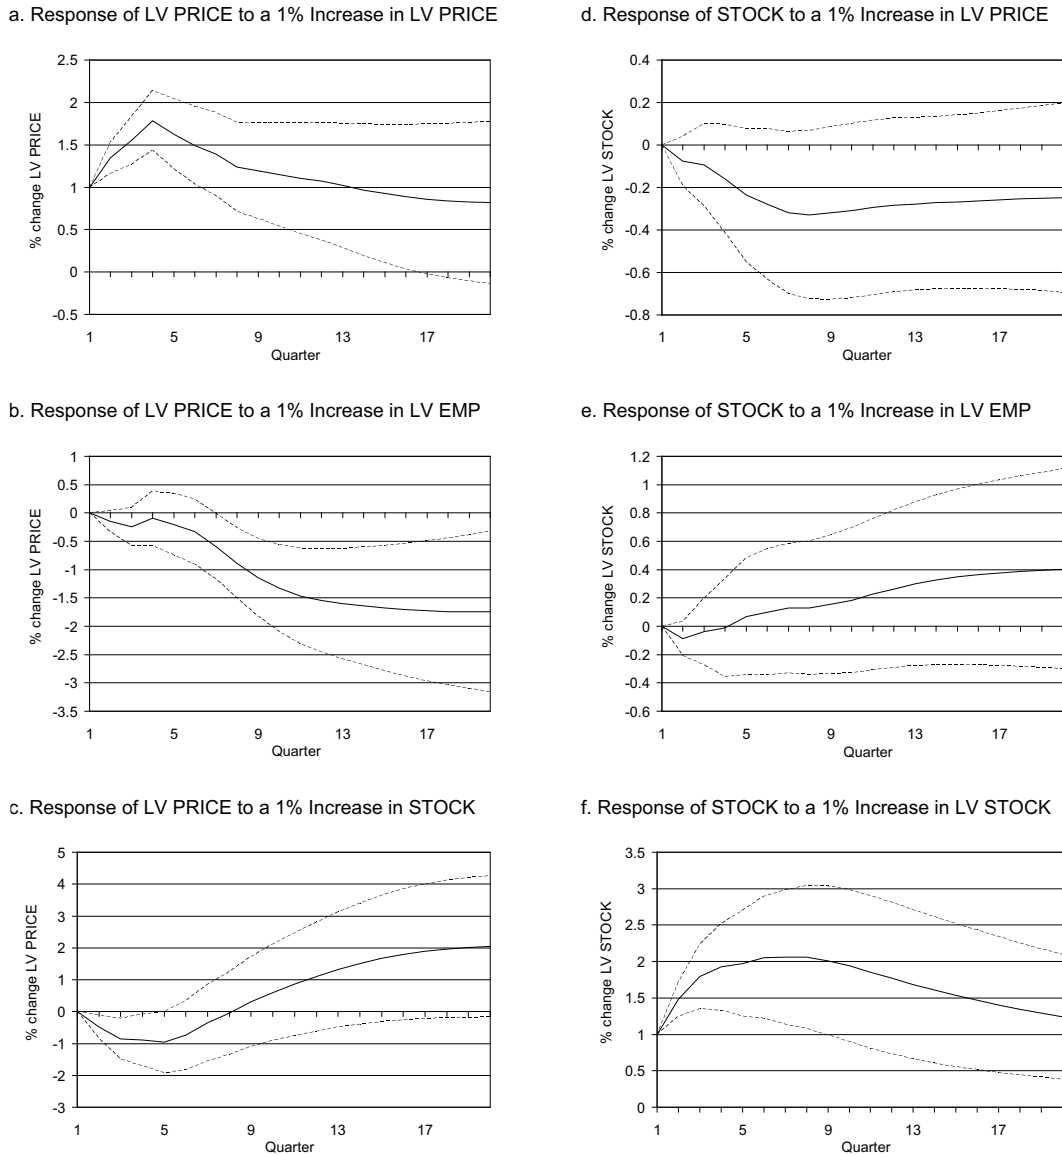 a. Response of LV PRICE to a 1% Increase in LV PRICE
2.5
2
1.5
1
0.5
0
-0.5
% change LV PRICE
1 5 9 13 17
Quarter
d. Response of STOCK to a 1% Increase in LV PRICE
0.4
0.2
0
-0.2
-0.4
-0.6
-0.8
% change LV STOCK
1 5 9 13 17
Quarter
b. Response of LV PRICE to a 1% Increase in LV EMP
1
0.5
0
-0.5
-1
-1.5
-2
-2.5
-3
-3.5
% change LV PRICE
1 5 9 13 17
Quarter
e. Response of STOCK to a 1% Increase in LV EMP
1.2
1
0.8
0.6
0.4
0.2
0
-0.2
-0.4
-0.6
% change LV STOCK
1 5 9 13 17
Quarter
c. Response of LV PRICE to a 1% Increase in STOCK
5
4
3
2
1
0
-1
-2
-3
% change LV PRICE
1 5 9 13 17
Quarter
f. Response of STOCK to a 1% Increase in LV STOCK
3.5
3
2.5
2
1.5
1
0.5
0
% change LV STOCK
1 5 9 13 17
Quarter